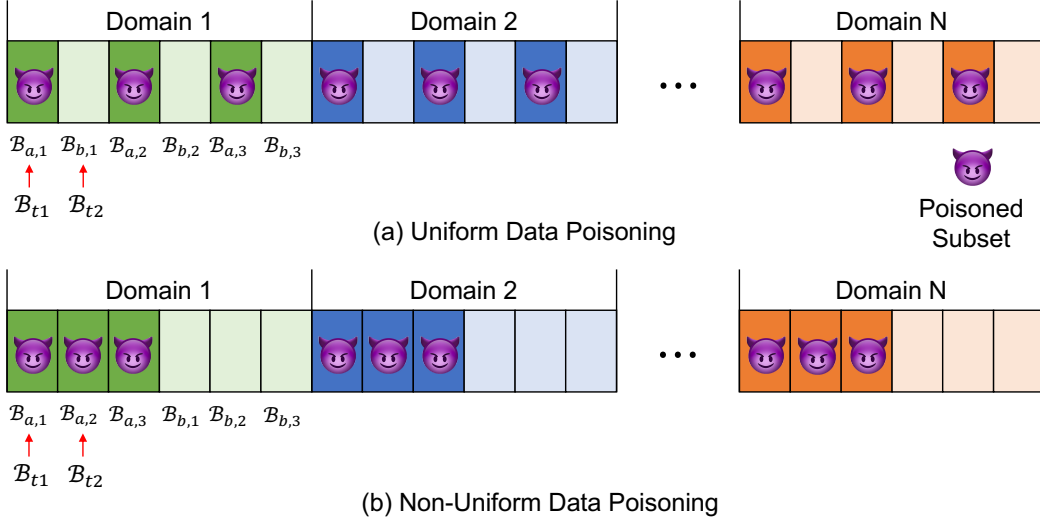 Domain 1 Domain 2 Domain N
...
𝓑a,1 𝓑b,1 𝓑a,2 𝓑b,2 𝓑a,3 𝓑b,3
𝓑t1 𝓑t2
(a) Uniform Data Poisoning
Poisoned
Subset
Domain 1 Domain 2 Domain N
...
𝓑a,1 𝓑a,2 𝓑a,3 𝓑b,1 𝓑b,2 𝓑b,3
𝓑t1 𝓑t2
(b) Non-Uniform Data Poisoning